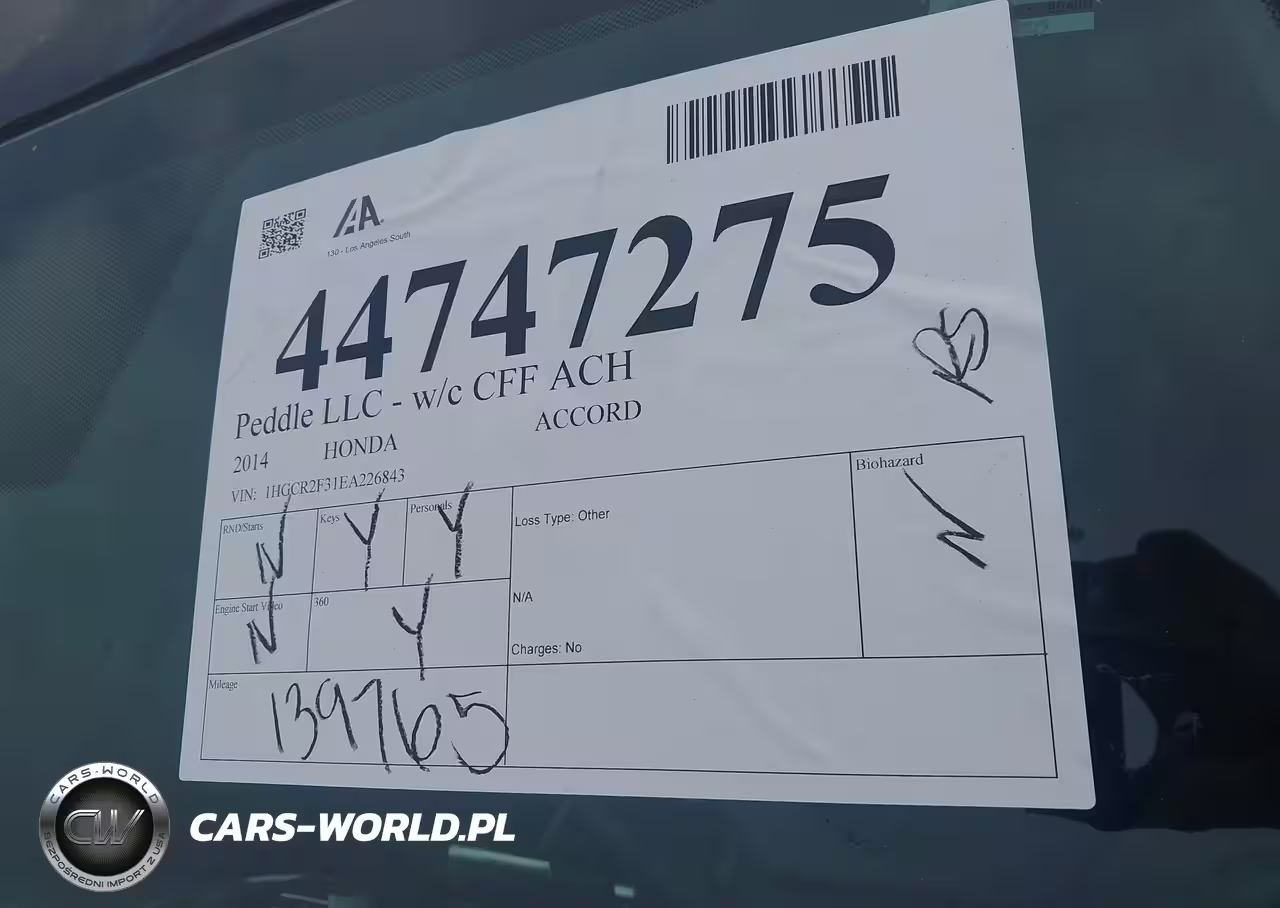 IAA
130 - Los Angeles South
44747275
Peddle LLC - w/c CFF ACH
2014 HONDA ACCORD
VIN: 1HGCR2F31EA226843
RND/Starts N
Keys Y
Personals Y
Loss Type: Other
Biohazard N
Engine Start Video N
360 Y
N/A
Charges: No
Mileage 139765
CARS-WORLD
CW
BEZPOŚREDNI IMPORT Z USA
CARS-WORLD.PL